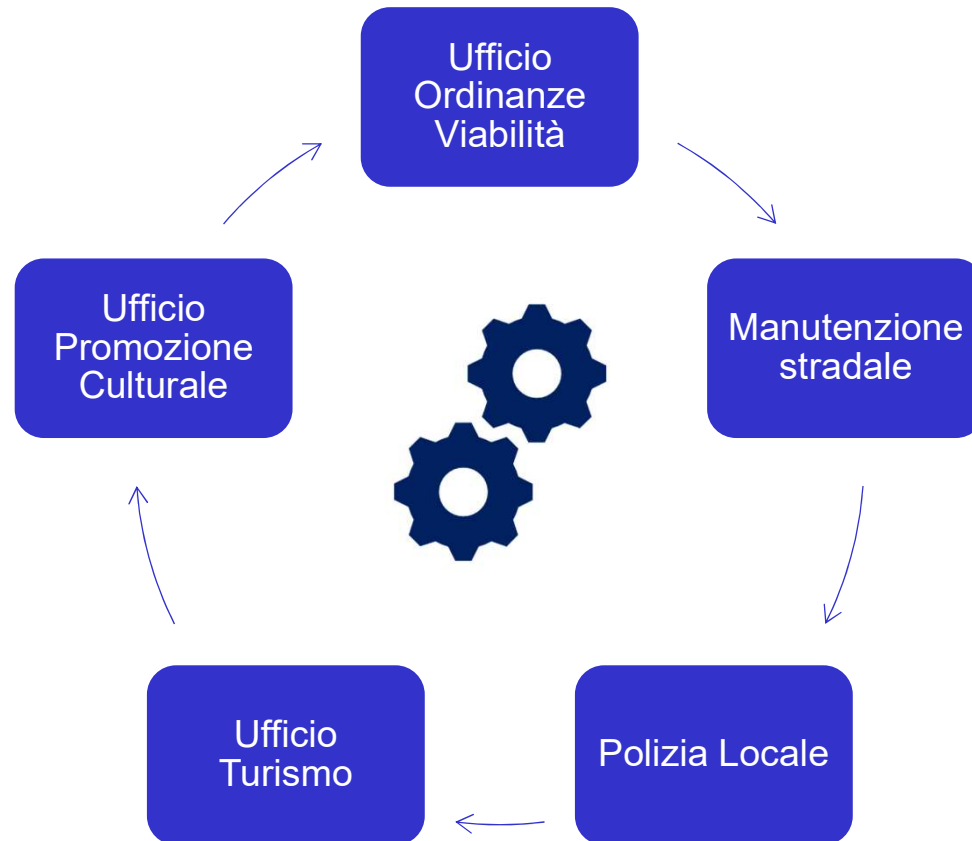 Ufficio
Ordinanze
Viabilità
Ufficio
Promozione
Culturale
Manutenzione
stradale
Ufficio
Turismo
Polizia Locale